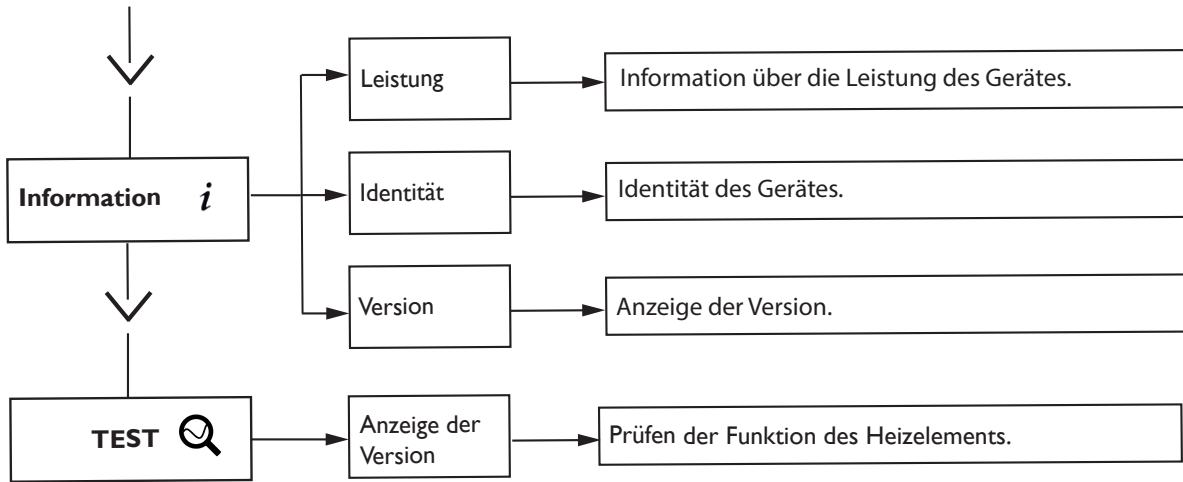 Leistung
Information über die Leistung des Gerätes.
Information i
Identität
Identität des Gerätes.
Version
Anzeige der Version.
TEST
Anzeige der
Version
Prüfen der Funktion des Heizelements.